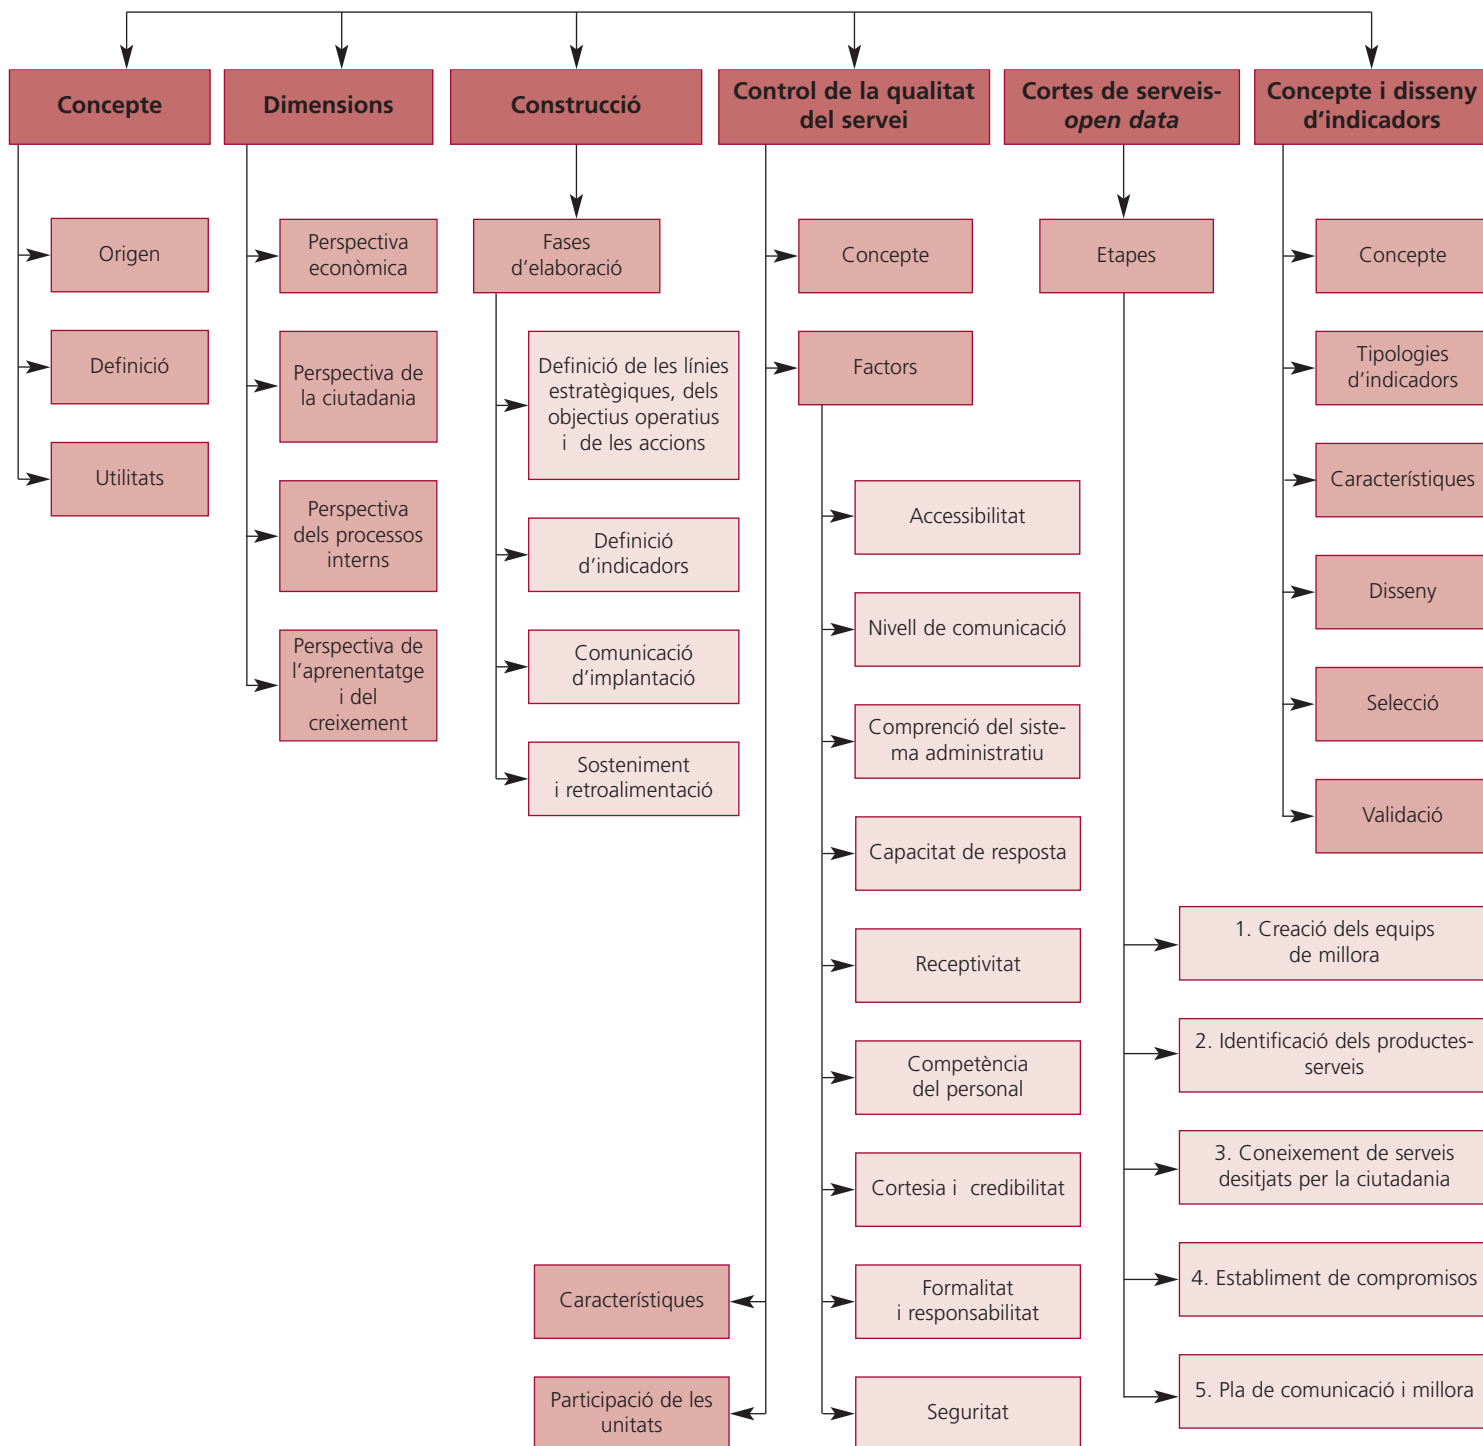 Concepte
Origen
Definició
Utilitats
Dimensions
Perspectiva
econòmica
Perspectiva de
la ciutadania
Perspectiva
dels processos
interns
Perspectiva de
l’aprenentatge
i del
creixement
Construcció
Fases
d’elaboració
Definició de les línies
estratègiques, dels
objectius operatius
i de les accions
Definició
d’indicadors
Comunicació
d’implantació
Sosteniment
i retroalimentació
Control de la qualitat
del servei
Concepte
Factors
Accessibilitat
Nivell de comunicació
Comprenció del siste-
ma administratiu
Capacitat de resposta
Receptivitat
Competència
del personal
Cortesia i credibilitat
Formalitat
i responsabilitat
Seguritat
Característiques
Participació de les
unitats
Cortes de serveis-
open data
Etapes
1. Creació dels equips
de millora
2. Identificació dels productes-
serveis
3. Coneixement de serveis
desitjats per la ciutadania
4. Establiment de compromisos
5. Pla de comunicació i millora
Concepte i disseny
d’indicadors
Concepte
Tipologies
d’indicadors
Característiques
Disseny
Selecció
Validació